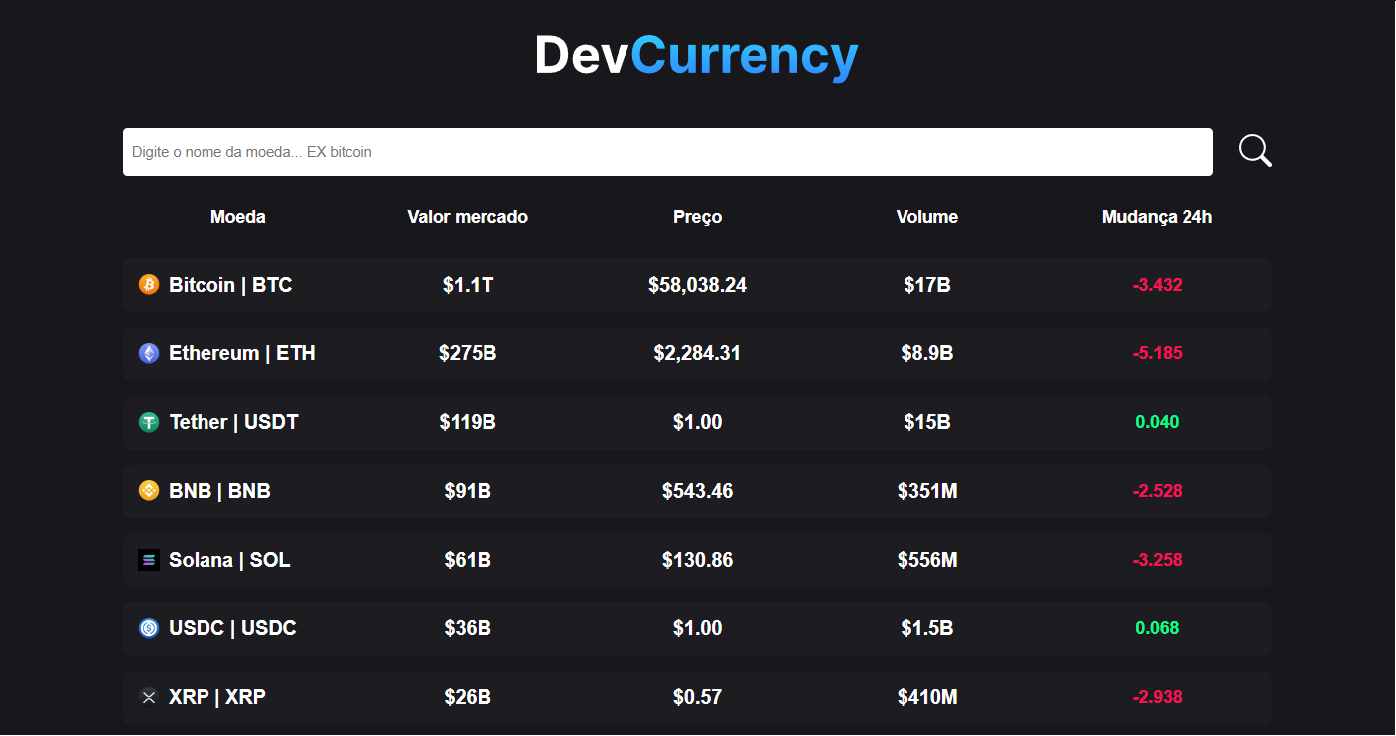 DevCurrency
Digite o nome da moeda... EX bitcoin
Moeda Valor mercado Preço Volume Mudança 24h
Bitcoin | BTC $1.1T $58,038.24 $17B -3.432
Ethereum | ETH $275B $2,284.31 $8.9B -5.185
Tether | USDT $119B $1.00 $15B 0.040
BNB | BNB $91B $543.46 $351M -2.528
Solana | SOL $61B $130.86 $556M -3.258
USDC | USDC $36B $1.00 $1.5B 0.068
XRP | XRP $26B $0.57 $410M -2.938